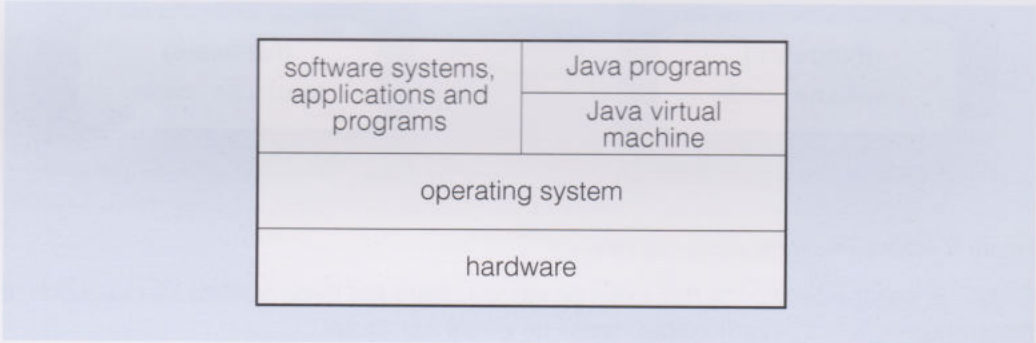 software systems,
applications and
programs
Java programs
Java virtual
machine
operating system
hardware